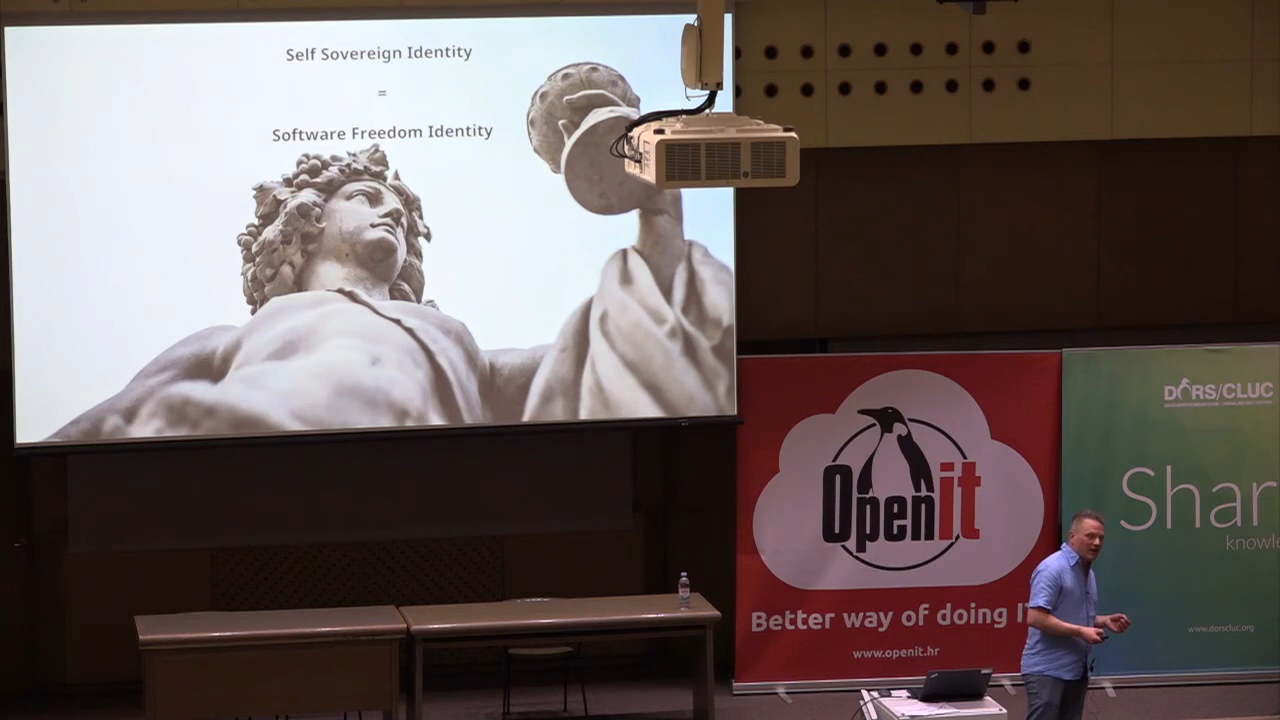 Self Sovereign Identity
=
Software Freedom Identity
OpenIt
Better way of doing I
www.openit.hr
DORS/CLUC
Shar
knowle
www.dorscluc.org